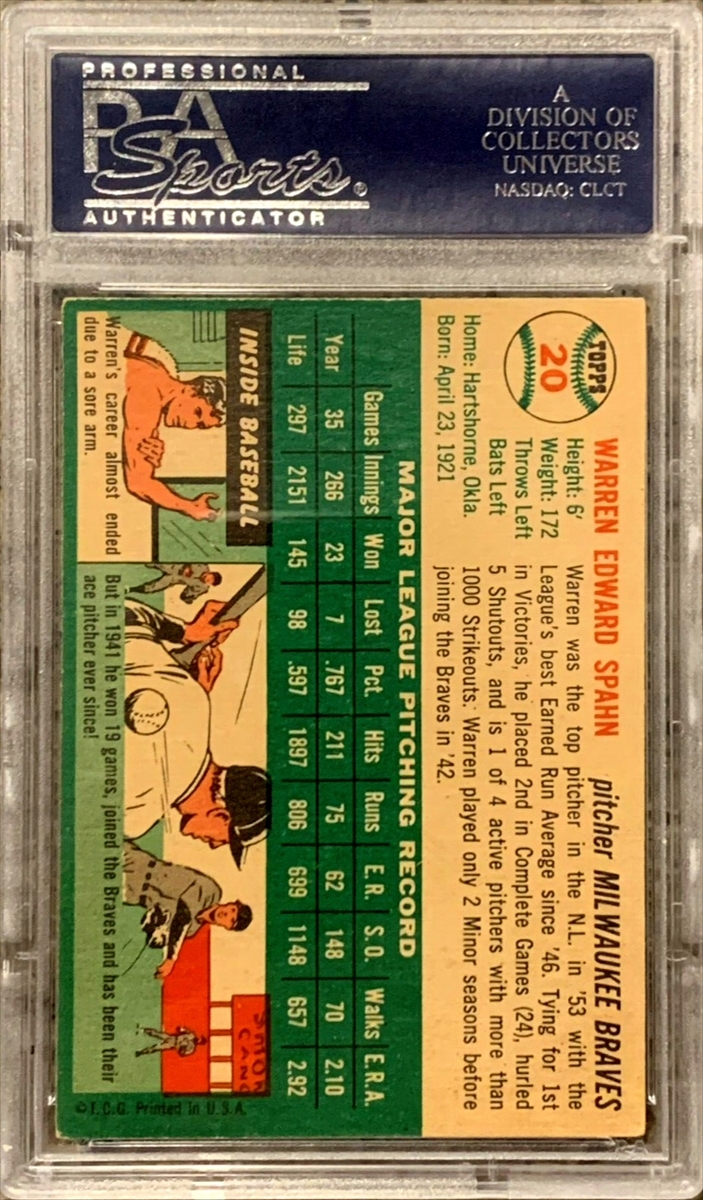 PROFESSIONAL
PSA
Sports®
AUTHENTICATOR
A
DIVISION OF
COLLECTORS
UNIVERSE
NASDAQ: CLCT
TOPPS
20
WARREN EDWARD SPAHN pitcher MILWAUKEE BRAVES
Height: 6'
Weight: 172
Throws Left
Bats Left
Home: Hartshorne, Okla.
Born: April 23, 1921
Warren was the top pitcher in the N.L. in '53 with the
League's best Earned Run Average since '46. Tying for 1st
in Victories, he placed 2nd in Complete Games (24), hurled
5 Shutouts, and is 1 of 4 active pitchers with more than
1000 Strikeouts. Warren played only 2 Minor seasons before
joining the Braves in '42.
MAJOR LEAGUE PITCHING RECORD
Games Innings Won Lost Pct. Hits Runs E.R. S.O. Walks E.R.A.
Year 35 266 23 7 .767 211 75 62 148 70 2.10
Life 297 2151 145 98 .597 1897 806 699 1148 657 2.92
INSIDE BASEBALL
Warren's career almost ended
due to a sore arm.
But in 1941 he won 19 games, joined the Braves and has been their
ace pitcher ever since!
SMOK
CANC
© T.C.G. Printed in U.S.A.